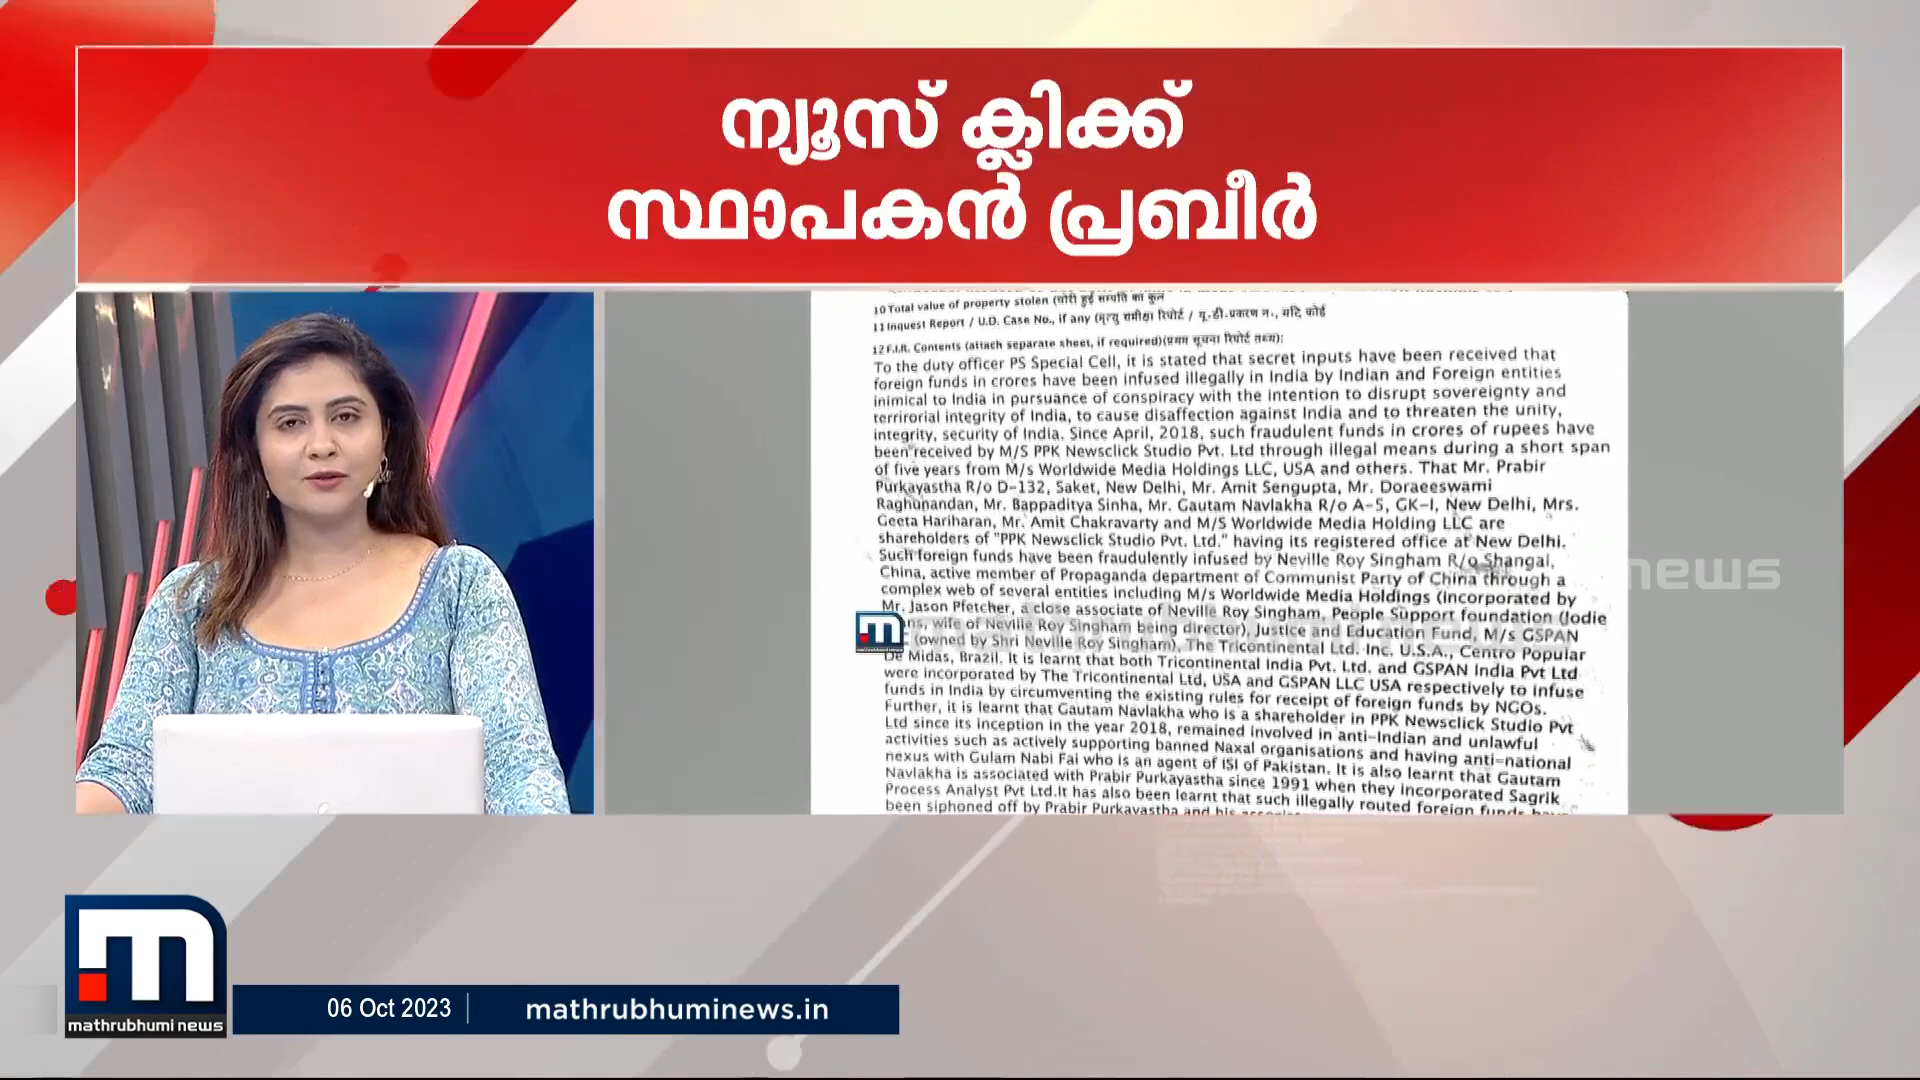 ന്യൂസ് ക്ലിക്ക്
സ്ഥാപകൻ പ്രബീർ
10 Total value of property stolen (चोरी हुई सम्पति का कुल
11 Inquest Report / U.D. Case No., if any (मृत्यु समीक्षा रिपोर्ट / यू.डी.प्रकरण न., यदि कोई
12 F.I.R. Contents (attach separate sheet, if required)(प्रथम सूचना रिपोर्ट तथ्य):
To the duty officer PS Special Cell, it is stated that secret inputs have been received that
foreign funds in crores have been infused illegally in India by Indian and Foreign entities
inimical to India in pursuance of conspiracy with the intention to disrupt sovereignty and
terrirorial integrity of India, to cause disaffection against India and to threaten the unity,
integrity, security of India. Since April, 2018, such fraudulent funds in crores of rupees have
been received by M/S PPK Newsclick Studio Pvt. Ltd through illegal means during a short span
of five years from M/s Worldwide Media Holdings LLC, USA and others. That Mr. Prabir
Purkayastha R/o D-132, Saket, New Delhi, Mr. Amit Sengupta, Mr. Doraeeswami
Raghunandan, Mr. Bappaditya Sinha, Mr. Gautam Navlakha R/o A-5, GK-I, New Delhi, Mrs.
Geeta Hariharan, Mr. Amit Chakravarty and M/S Worldwide Media Holding LLC are
shareholders of "PPK Newsclick Studio Pvt. Ltd." having its registered office at New Delhi.
Such foreign funds have been fraudulently infused by Neville Roy Singham R/o Shangai,
China, active member of Propaganda department of Communist Party of China through a
complex web of several entities including M/s Worldwide Media Holdings (incorporated by
Mr. Jason Pfetcher, a close associate of Neville Roy Singham, People Support foundation (Jodie
wife of Neville Roy Singham being director), Justice and Education Fund, M/s GSPAN
(owned by Shri Neville Roy Singham), The Tricontinental Ltd. Inc. U.S.A., Centro Popular
De Midas, Brazil. It is learnt that both Tricontinental India Pvt. Ltd. and GSPAN India Pvt Ltd
were incorporated by The Tricontinental Ltd, USA and GSPAN LLC USA respectively to infuse
funds in India by circumventing the existing rules for receipt of foreign funds by NGOs.
Further, it is learnt that Gautam Navlakha who is a shareholder in PPK Newsclick Studio Pvt
Ltd since its inception in the year 2018, remained involved in anti-Indian and unlawful
activities such as actively supporting banned Naxal organisations and having anti-national
nexus with Gulam Nabi Fai who is an agent of ISI of Pakistan. It is also learnt that Gautam
Navlakha is associated with Prabir Purkayastha since 1991 when they incorporated Sagrik
Process Analyst Pvt Ltd.It has also been learnt that such illegally routed foreign funds have
been siphoned off by Prabir Purkayastha and his
news
mathrubhumi news
06 Oct 2023
mathrubhuminews.in